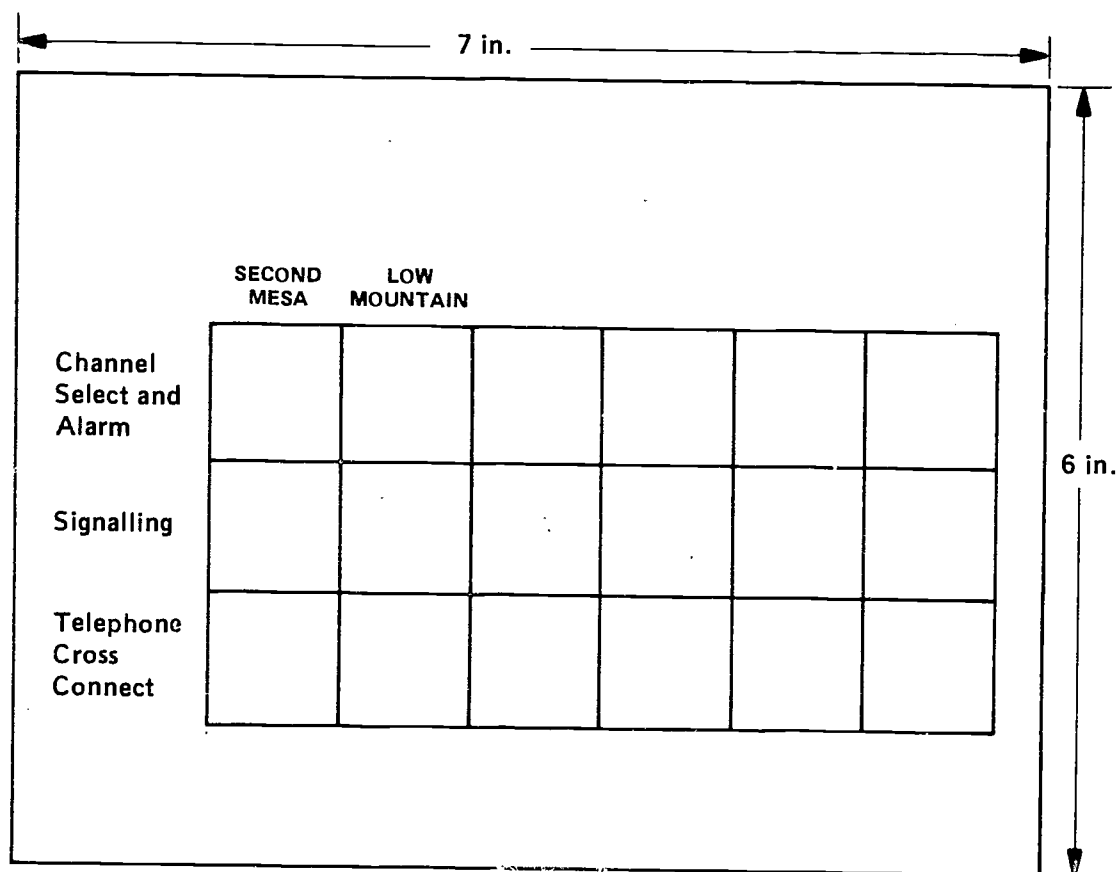 7 in.
SECOND
MESA
LOW
MOUNTAIN
Channel
Select and
Alarm
6 in.
Signalling
Telephone
Cross
Connect